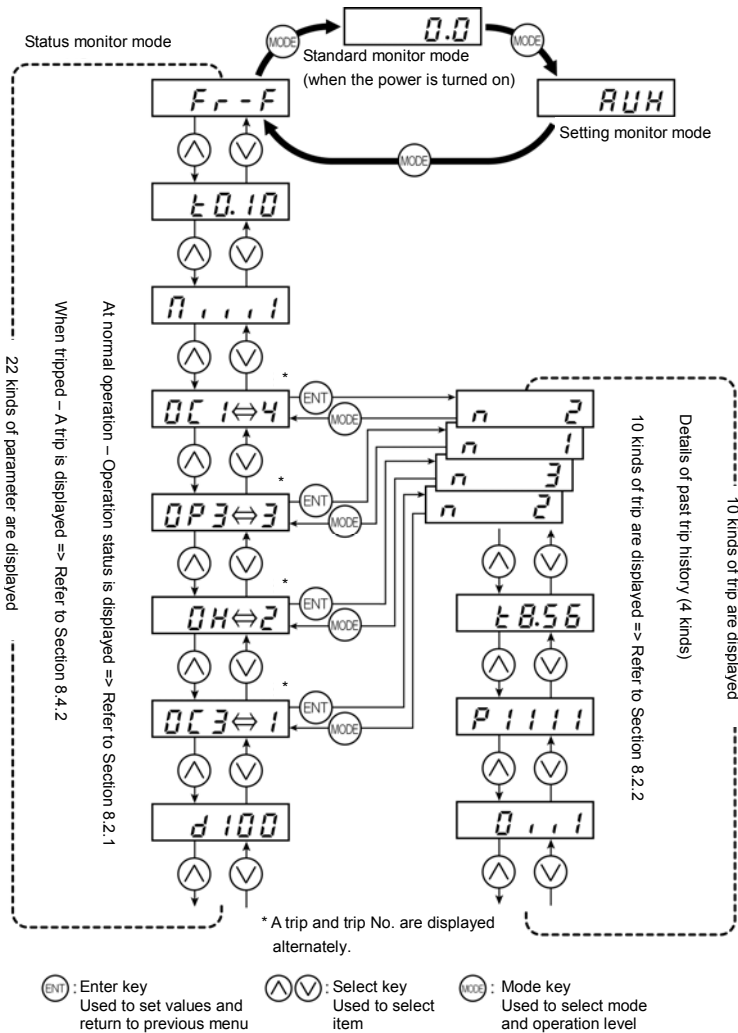 Status monitor mode
MODE
0.0
MODE
Standard monitor mode
(when the power is turned on)
Fr-F
AUH
Setting monitor mode
MODE
t0.10
At normal operation – Operation status is displayed => Refer to Section 8.2.1
When tripped – A trip is displayed => Refer to Section 8.4.2
22 kinds of parameter are displayed
OC1⇔4
*
ENT
MODE
OP3⇔3
*
ENT
MODE
OH⇔2
*
ENT
MODE
OC3⇔1
*
ENT
MODE
d100
n 2
n 1
n 3
n 2
10 kinds of trip are displayed
Details of past trip history (4 kinds)
10 kinds of trip are displayed => Refer to Section 8.2.2
t8.56
P1111
* A trip and trip No. are displayed
alternately.
ENT : Enter key
Used to set values and
return to previous menu
: Select key
Used to select
item
MODE : Mode key
Used to select mode
and operation level